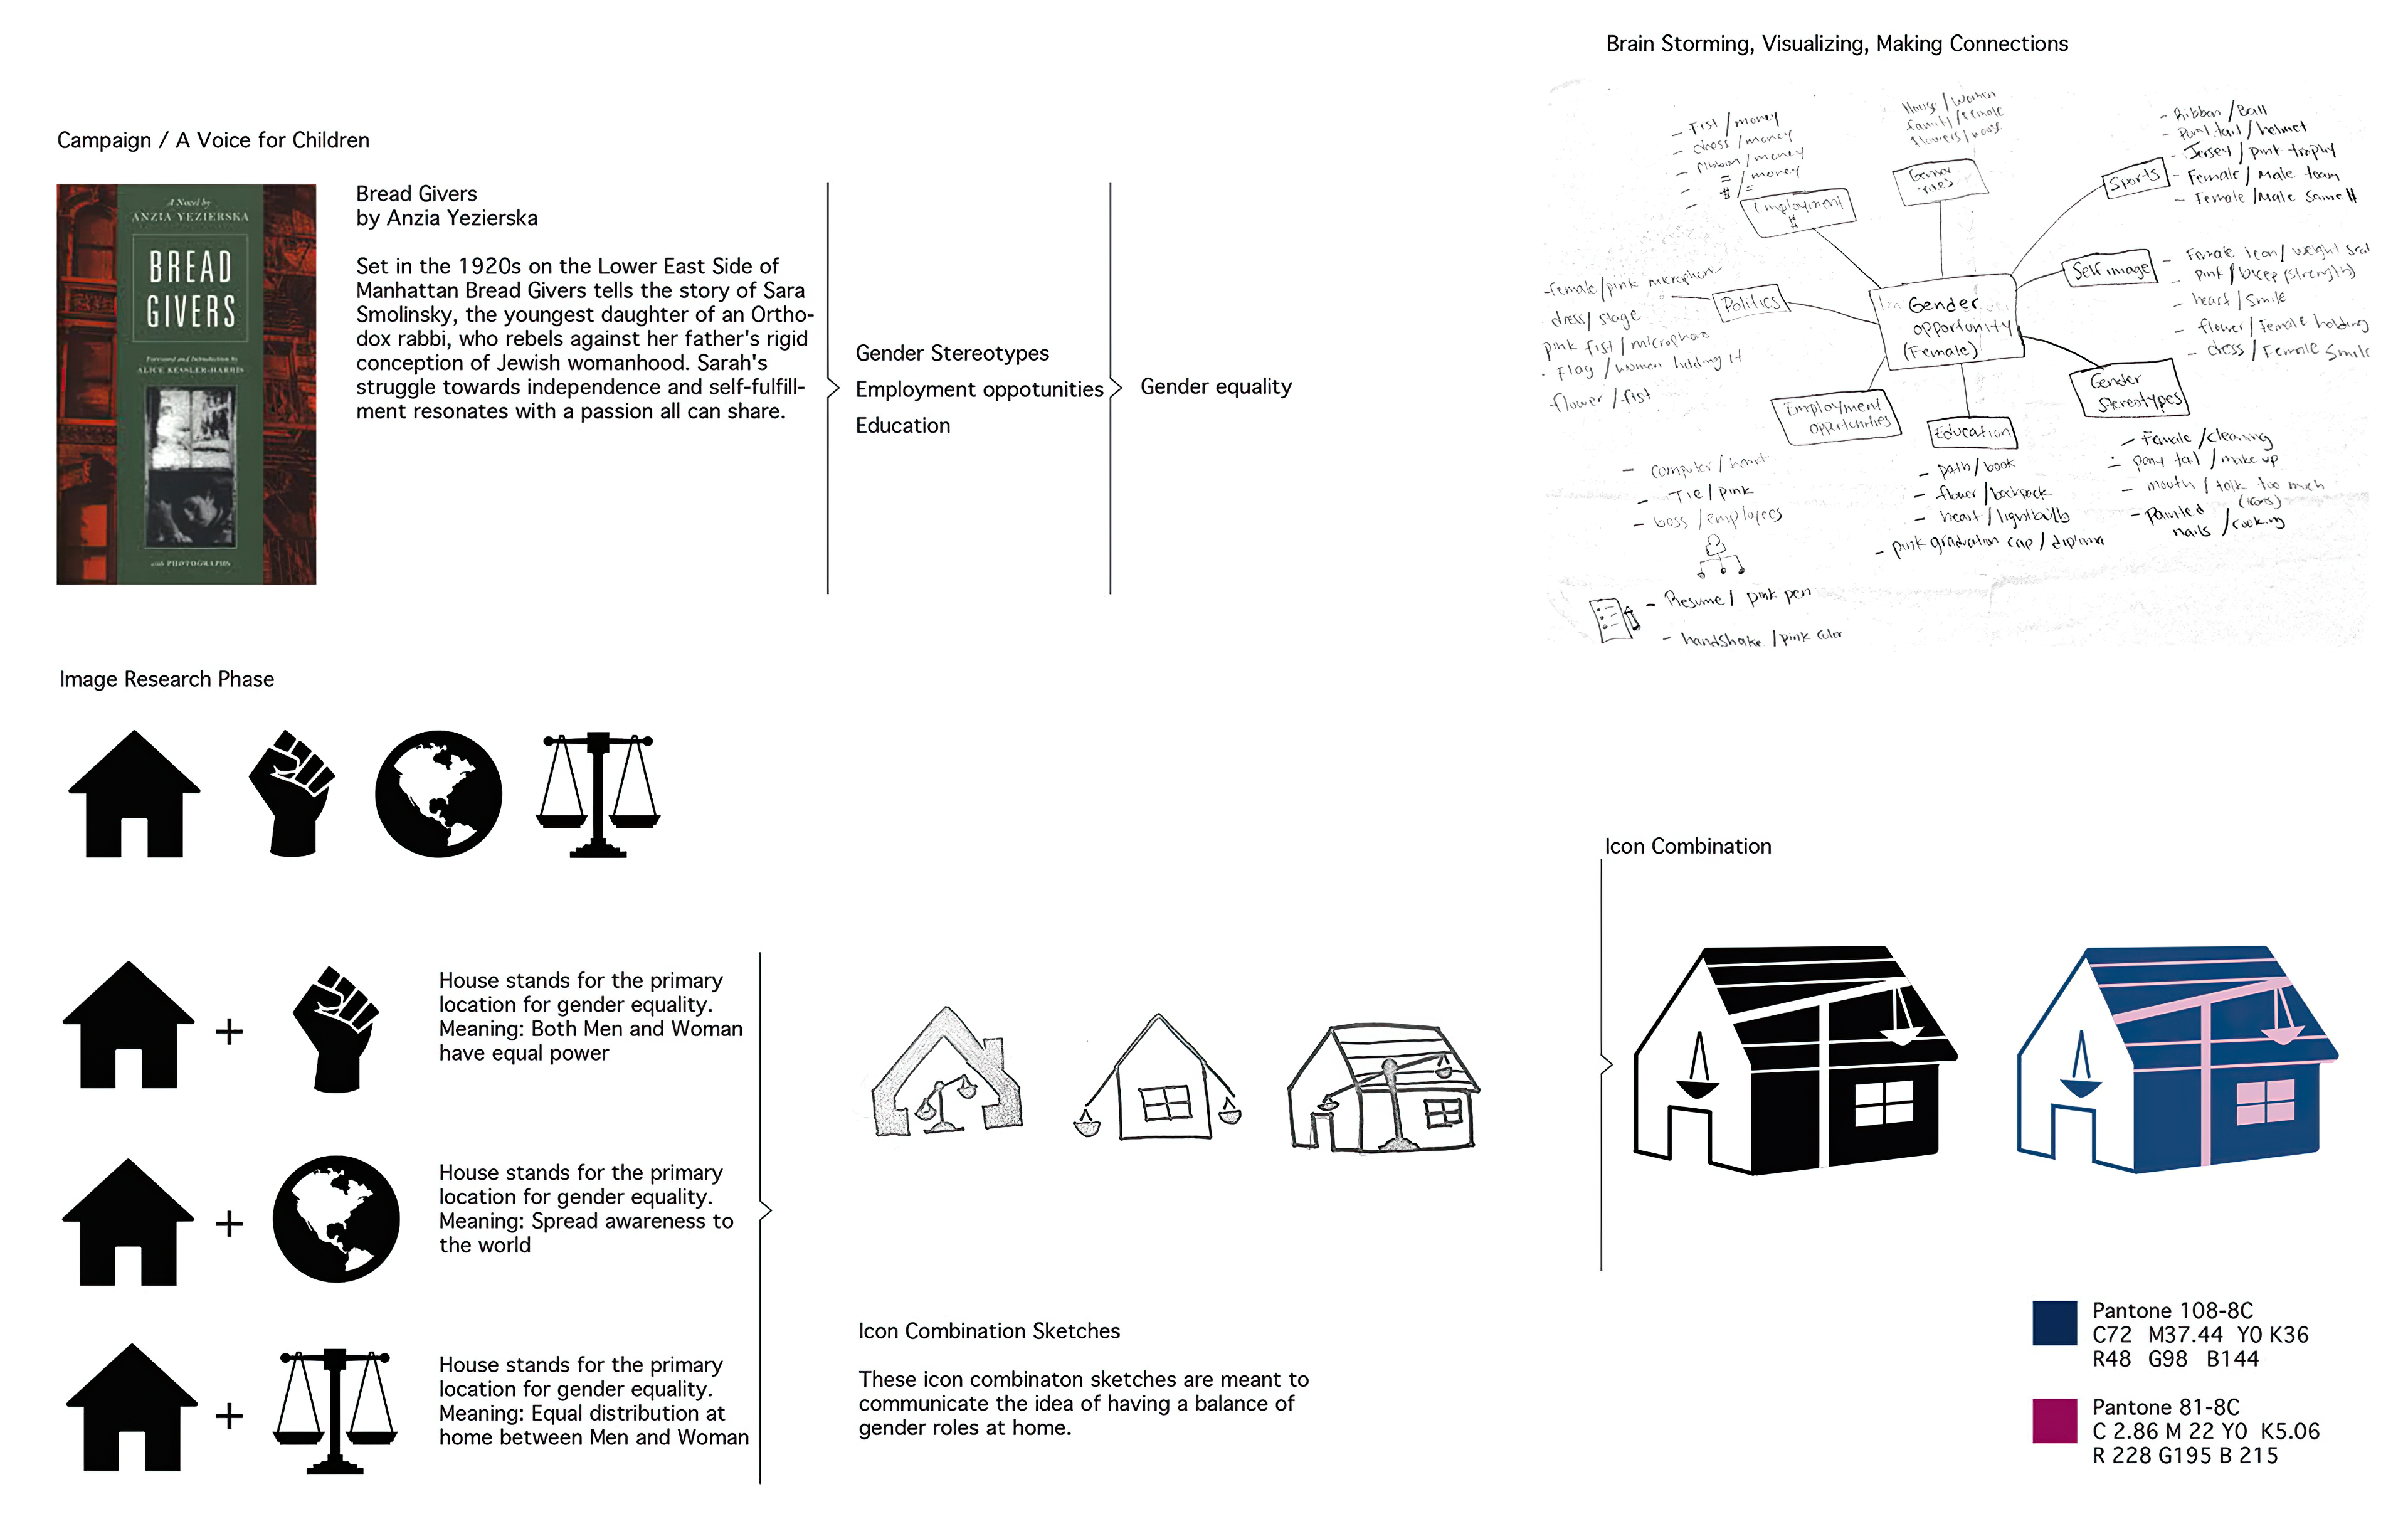 Brain Storming, Visualizing, Making Connections
Campaign / A Voice for Children
A Novel by
ANZIA YEZIERSKA
BREAD
GIVERS
Foreword and Introduction by
ALICE KESSLER-HARRIS
with PHOTOGRAPHS
Bread Givers
by Anzia Yezierska
Set in the 1920s on the Lower East Side of
Manhattan Bread Givers tells the story of Sara
Smolinsky, the youngest daughter of an Ortho-
dox rabbi, who rebels against her father's rigid
conception of Jewish womanhood. Sarah's
struggle towards independence and self-fulfill-
ment resonates with a passion all can share.
Gender Stereotypes
Employment oppotunities
Education
Gender equality
- Fist / money
- dress / money
- ribbon / money
- = / money
- $ / =
Employment
$
House / women
family / female
flowers / house
Gender
roles
- Ribbon / Ball
- Pony tail / helmet
- Jersey / pink trophy
- Female / Male team
- Female / Male Same #
Sports
- Female icon / weight
- pink / bicep (strength)
- heart / smile
- flower / Female holding
- dress / Female Smile
Self image
Gender
opportunity
(Female)
- female / pink microphone
- dress / stage
pink fist / microphone
- Flag / women holding it
flower / fist
Politics
Employment
opportunities
- computer / heart
- Tie / pink
- boss / employees
- Resume / pink pen
- handshake / pink color
Education
- path / book
- flower / backpack
- heart / lightbulb
- pink graduation cap / diploma
Gender
Stereotypes
- Female / cleaning
- pony tail / make up
- mouth / talk too much
(icons)
- Painted
nails / cooking
Image Research Phase
+
House stands for the primary
location for gender equality.
Meaning: Both Men and Woman
have equal power
+
House stands for the primary
location for gender equality.
Meaning: Spread awareness to
the world
+
House stands for the primary
location for gender equality.
Meaning: Equal distribution at
home between Men and Woman
Icon Combination Sketches
These icon combinaton sketches are meant to
communicate the idea of having a balance of
gender roles at home.
Icon Combination
Pantone 108-8C
C72 M37.44 Y0 K36
R48 G98 B144
Pantone 81-8C
C 2.86 M 22 Y0 K5.06
R 228 G195 B 215